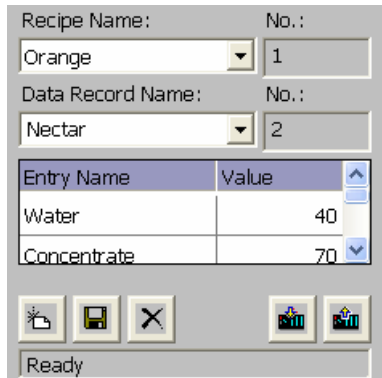 Recipe Name: No.:
Orange 1
Data Record Name: No.:
Nectar 2
Entry Name Value
Water 40
Concentrate 70
Ready